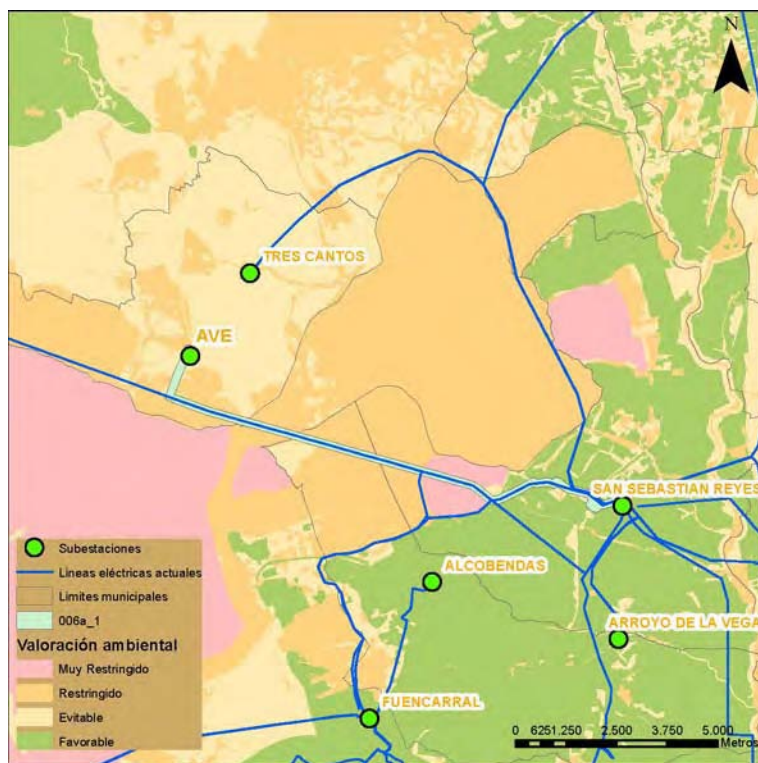 N
TRES CANTOS
AVE
SAN SEBASTIAN REYES
ALCOBENDAS
ARROYO DE LA VEGA
FUENCARRAL
Subestaciones
Lineas eléctricas actuales
Limites municipales
006a_1
Valoración ambiental
Muy Restringido
Restringido
Evitable
Favorable
0 6251.250 2.500 3.750 5.000
Metros